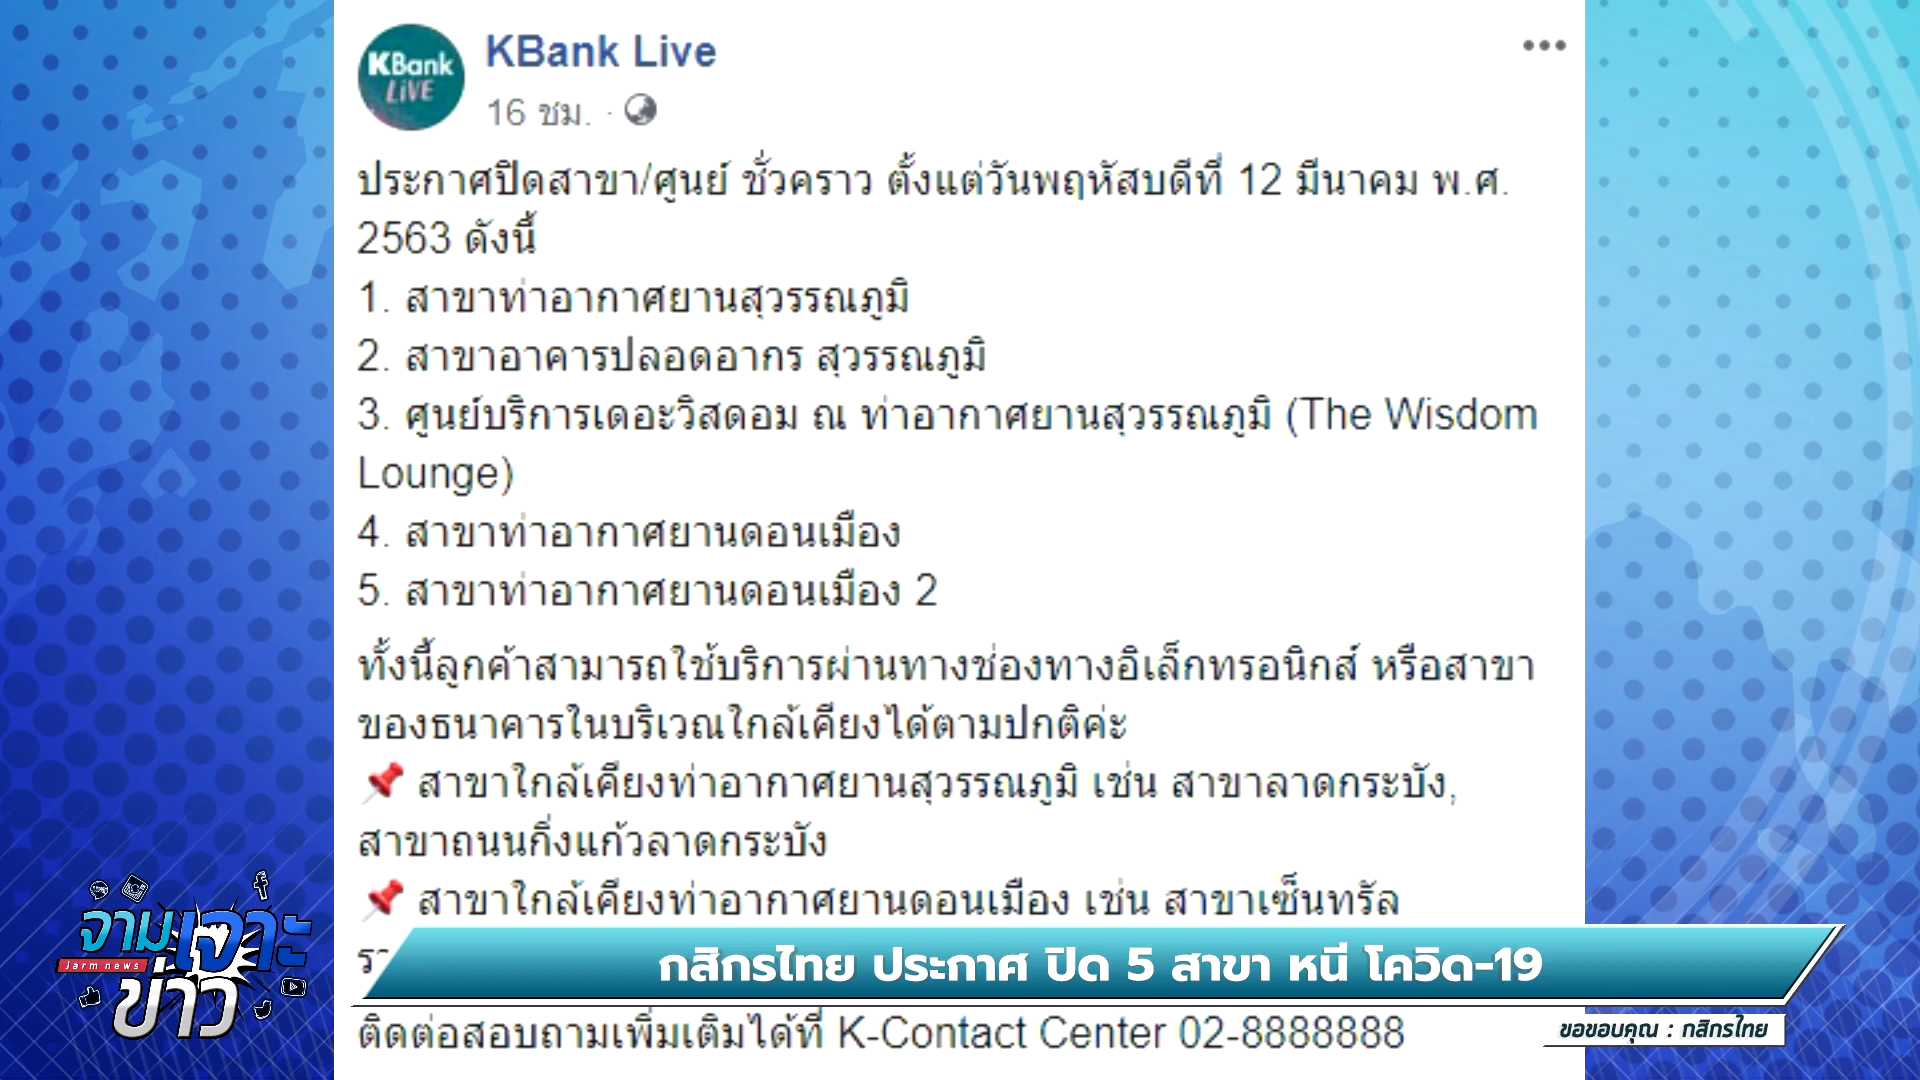 KBank
LiVE
KBank Live
16 ชม. ·
ประกาศปิดสาขา/ศูนย์ ชั่วคราว ตั้งแต่วันพฤหัสบดีที่ 12 มีนาคม พ.ศ.
2563 ดังนี้
1. สาขาท่าอากาศยานสุวรรณภูมิ
2. สาขาอาคารปลอดอากร สุวรรณภูมิ
3. ศูนย์บริการเดอะวิสดอม ณ ท่าอากาศยานสุวรรณภูมิ (The Wisdom
Lounge)
4. สาขาท่าอากาศยานดอนเมือง
5. สาขาท่าอากาศยานดอนเมือง 2
ทั้งนี้ลูกค้าสามารถใช้บริการผ่านทางช่องทางอิเล็กทรอนิกส์ หรือสาขา
ของธนาคารในบริเวณใกล้เคียงได้ตามปกติค่ะ
📌 สาขาใกล้เคียงท่าอากาศยานสุวรรณภูมิ เช่น สาขาลาดกระบัง,
สาขาถนนกิ่งแก้วลาดกระบัง
📌 สาขาใกล้เคียงท่าอากาศยานดอนเมือง เช่น สาขาเซ็นทรัล
จามเจาะ
Jarm news
ข่าว
กสิกรไทย ประกาศ ปิด 5 สาขา หนี โควิด-19
ติดต่อสอบถามเพิ่มเติมได้ที่ K-Contact Center 02-8888888
ขอขอบคุณ : กสิกรไทย